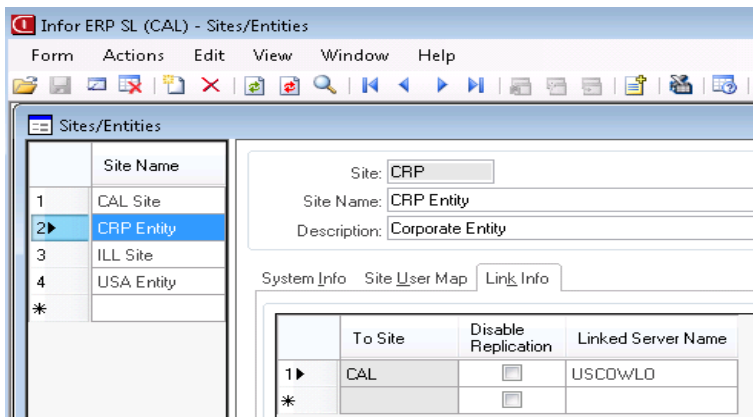 Infor ERP SL (CAL) - Sites/Entities
Form Actions Edit View Window Help
Sites/Entities
Site Name
1 CAL Site
2 CRP Entity
3 ILL Site
4 USA Entity
Site: CRP
Site Name: CRP Entity
Description: Corporate Entity
System Info Site User Map Link Info
To Site Disable Replication Linked Server Name
1 CAL USCOWLO